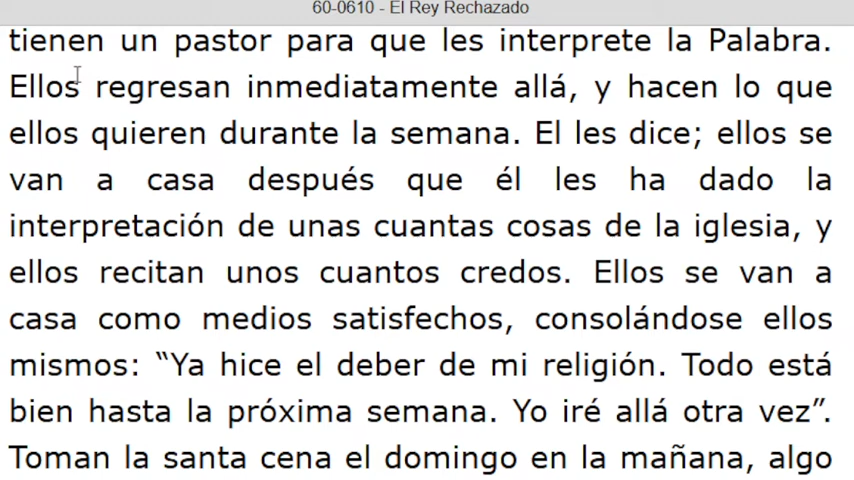 60-0610 - El Rey Rechazado
tienen un pastor para que les interprete la Palabra.
Ellos regresan inmediatamente allá, y hacen lo que
ellos quieren durante la semana. El les dice; ellos se
van a casa después que él les ha dado la
interpretación de unas cuantas cosas de la iglesia, y
ellos recitan unos cuantos credos. Ellos se van a
casa como medios satisfechos, consolándose ellos
mismos: “Ya hice el deber de mi religión. Todo está
bien hasta la próxima semana. Yo iré allá otra vez”.
Toman la santa cena el domingo en la mañana, algo